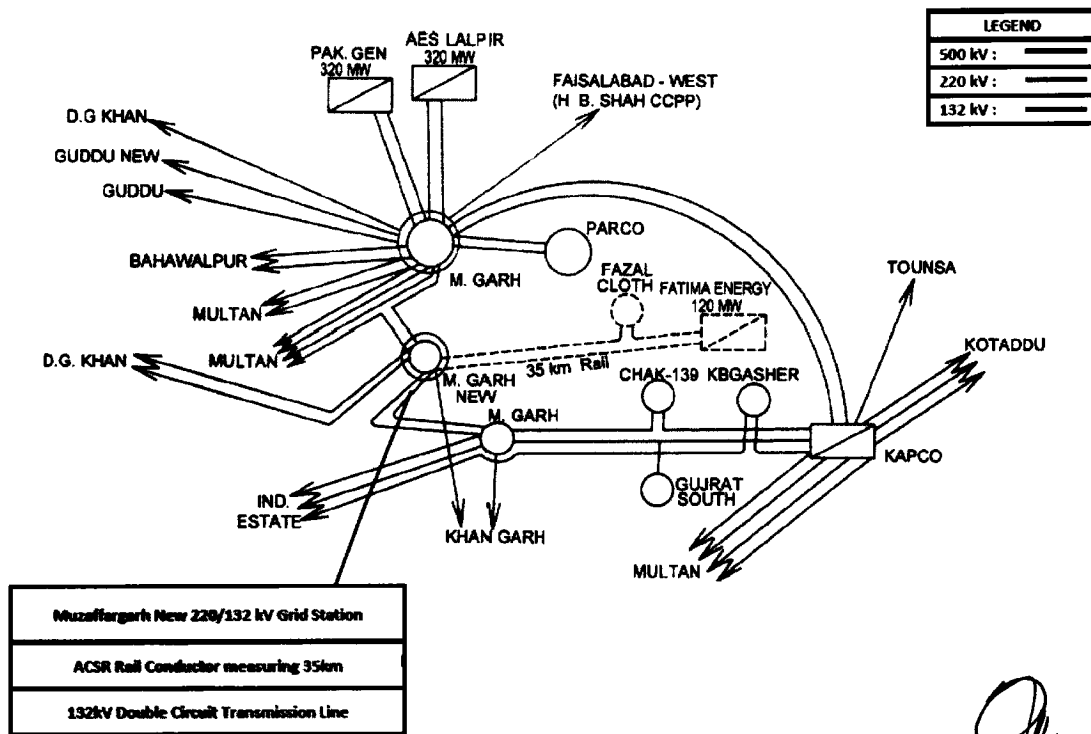 LEGEND
500 kV :
220 kV :
132 kV :
PAK. GEN
320 MW
AES LALPIR
320 MW
FAISALABAD - WEST
(H B. SHAH CCPP)
D.G KHAN
GUDDU NEW
GUDDU
BAHAWALPUR
MULTAN
MULTAN
M. GARH
PARCO
FAZAL
CLOTH
FATIMA ENERGY
120 MW
TOUNSA
KOTADDU
D.G. KHAN
35 km Rail
M. GARH
NEW
CHAK-139
KBGASHER
M. GARH
KAPCO
GUJRAT
SOUTH
IND.
ESTATE
KHAN GARH
MULTAN
Muzaffargarh New 220/132 kV Grid Station
ACSR Rail Conductor measuring 35km
132kV Double Circuit Transmission Line